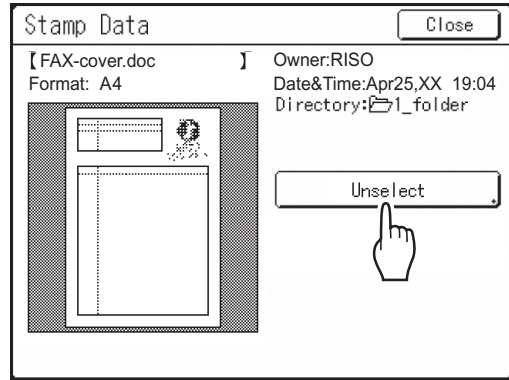 Stamp Data
Close
【FAX-cover.doc 】
Format: A4
Owner:RISO
Date&Time:Apr25,XX 19:04
Directory:1_folder
Unselect